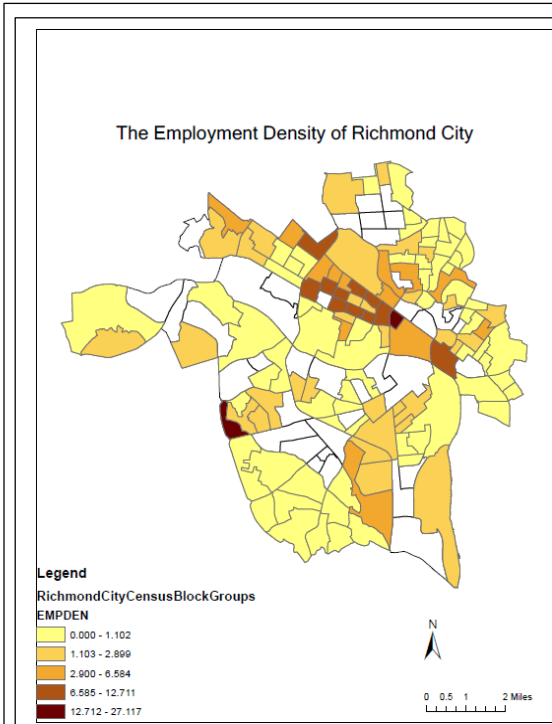 The Employment Density of Richmond City
Legend
RichmondCityCensusBlockGroups
EMPDEN
0.000 - 1.102
1.103 - 2.899
2.900 - 6.584
6.585 - 12.711
12.712 - 27.117
N
0 0.5 1 2 Miles